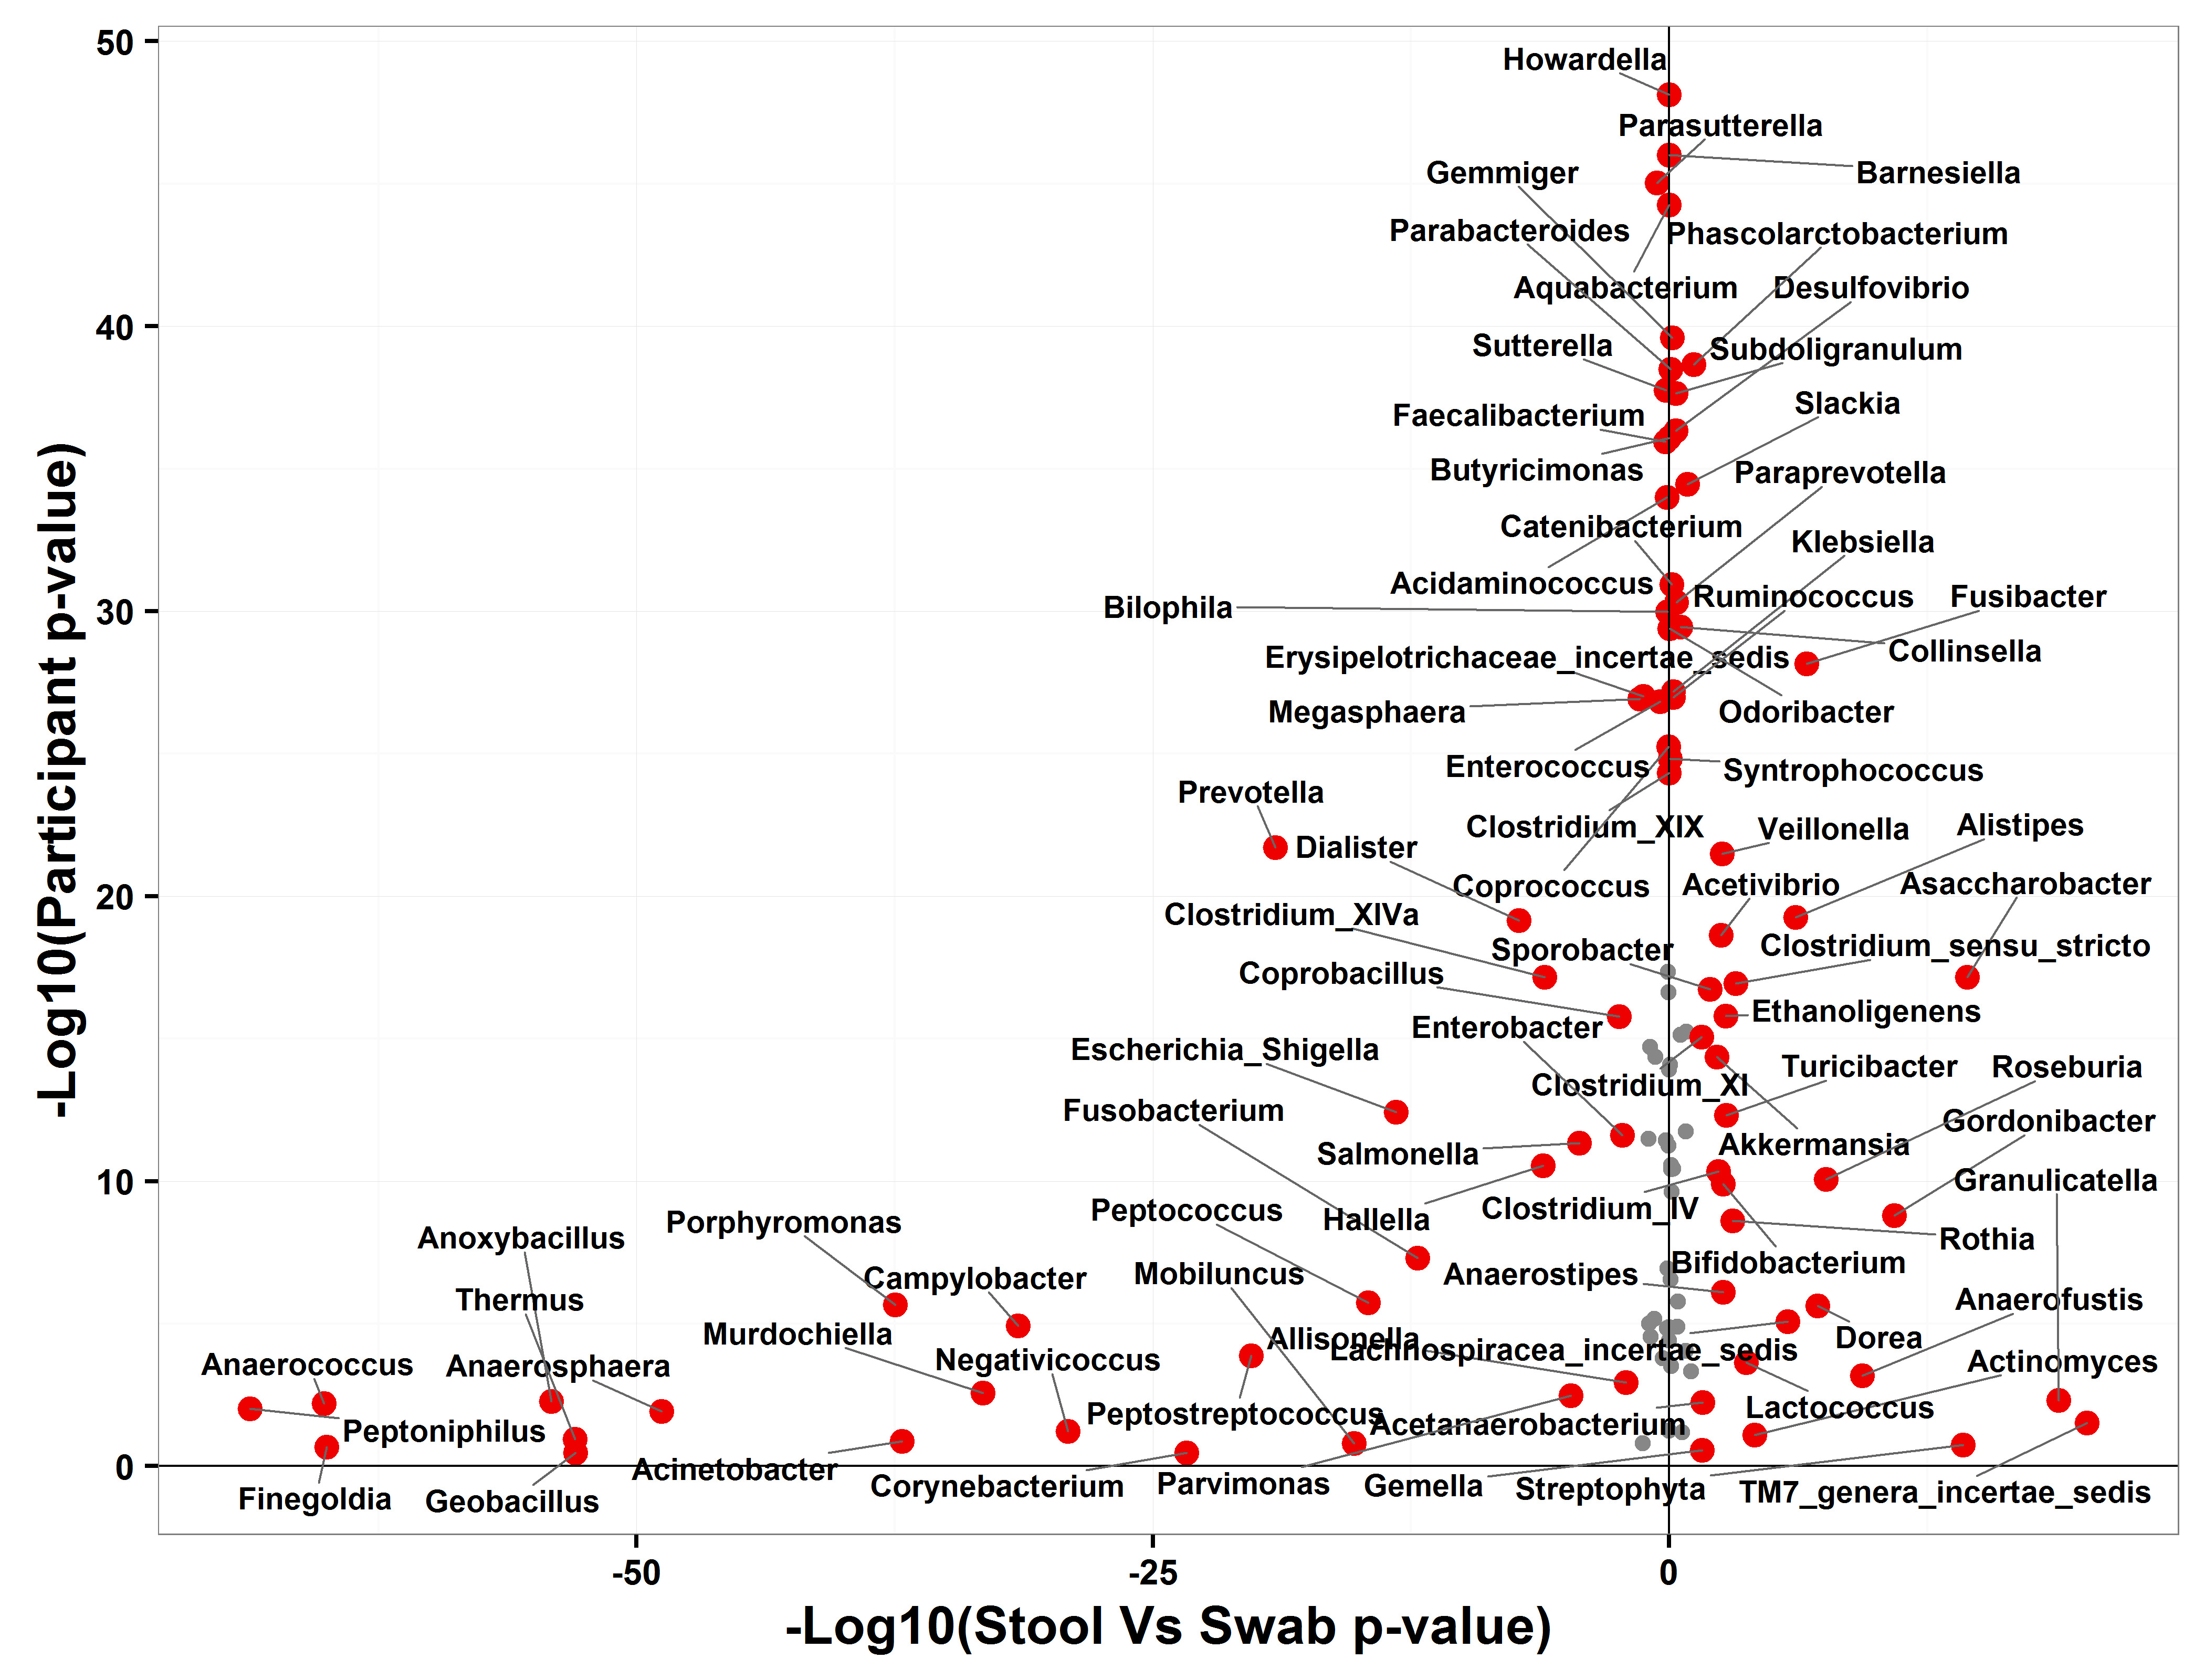 50
Howardella
Parasutterella
Gemmiger
Barnesiella
Parabacteroides
Phascolarctobacterium
Aquabacterium
Desulfovibrio
40
Sutterella
Subdoligranulum
Slackia
Faecalibacterium
Butyricimonas
Paraprevotella
Catenibacterium
Klebsiella
Acidaminococcus
Ruminococcus
Fusibacter
30
Bilophila
Erysipelotrichaceae_incertae_sedis
Collinsella
Megasphaera
Odoribacter
Enterococcus
Syntrophococcus
Prevotella
Clostridium_XIX
Veillonella
Alistipes
Dialister
Coprococcus
Acetivibrio
Asaccharobacter
20
Clostridium_XIVa
Sporobacter
Clostridium_sensu_stricto
Coprobacillus
Enterobacter
Ethanoligenens
Escherichia_Shigella
Clostridium_XI
Turicibacter
Roseburia
Fusobacterium
Akkermansia
Gordonibacter
Salmonella
10
Granulicatella
Peptococcus
Hallella
Clostridium_IV
Rothia
Porphyromonas
Anoxybacillus
Bifidobacterium
Campylobacter
Mobiluncus
Anaerostipes
Thermus
Anaerofustis
Murdochiella
Allisonella
Lachnospiracea_incertae_sedis
Dorea
Anaerococcus
Anaerosphaera
Negativicoccus
Actinomyces
Peptoniphilus
Peptostreptococcus
Acetanaerobacterium
Lactococcus
0
Acinetobacter
Corynebacterium
Parvimonas
Gemella
Streptophyta
TM7_genera_incertae_sedis
Finegoldia
Geobacillus
-50
-25
0
-Log10(Stool Vs Swab p-value)
-Log10(Participant p-value)